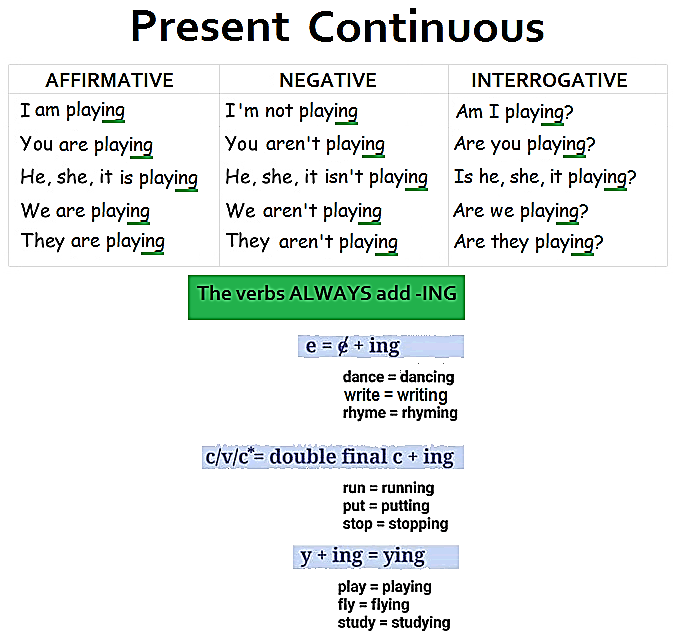 Present Continuous
AFFIRMATIVE NEGATIVE INTERROGATIVE
I am playing I'm not playing Am I playing?
You are playing You aren't playing Are you playing?
He, she, it is playing He, she, it isn't playing Is he, she, it playing?
We are playing We aren't playing Are we playing?
They are playing They aren't playing Are they playing?
The verbs ALWAYS add -ING
e = e + ing
dance = dancing
write = writing
rhyme = rhyming
c/v/c*= double final c + ing
run = running
put = putting
stop = stopping
y + ing = ying
play = playing
fly = flying
study = studying